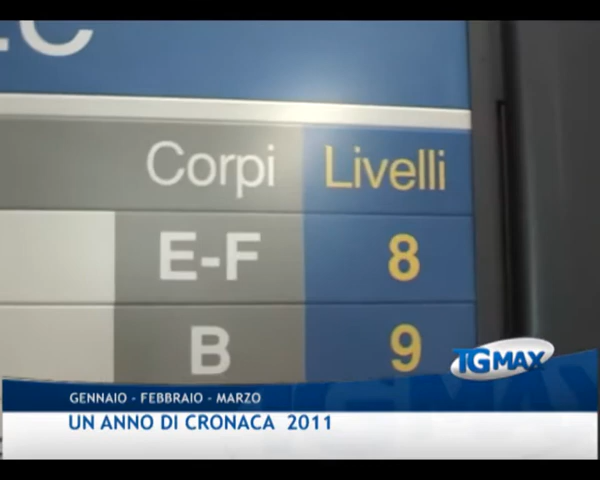 Corpi Livelli
E-F 8
B 9
TGMAX
GENNAIO - FEBBRAIO - MARZO
UN ANNO DI CRONACA 2011